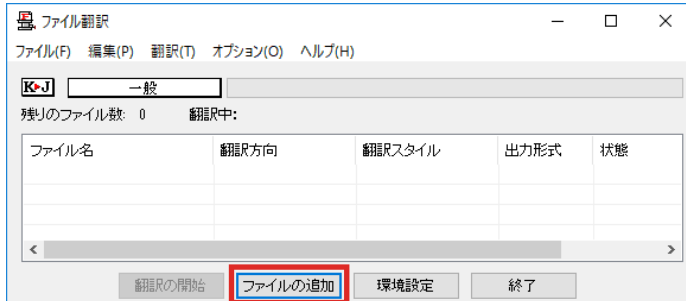 ファイル翻訳
ファイル(F) 編集(P) 翻訳(T) オプション(O) ヘルプ(H)
K▸J 一般
残りのファイル数: 0 翻訳中:
ファイル名 翻訳方向 翻訳スタイル 出力形式 状態
翻訳の開始 ファイルの追加 環境設定 終了